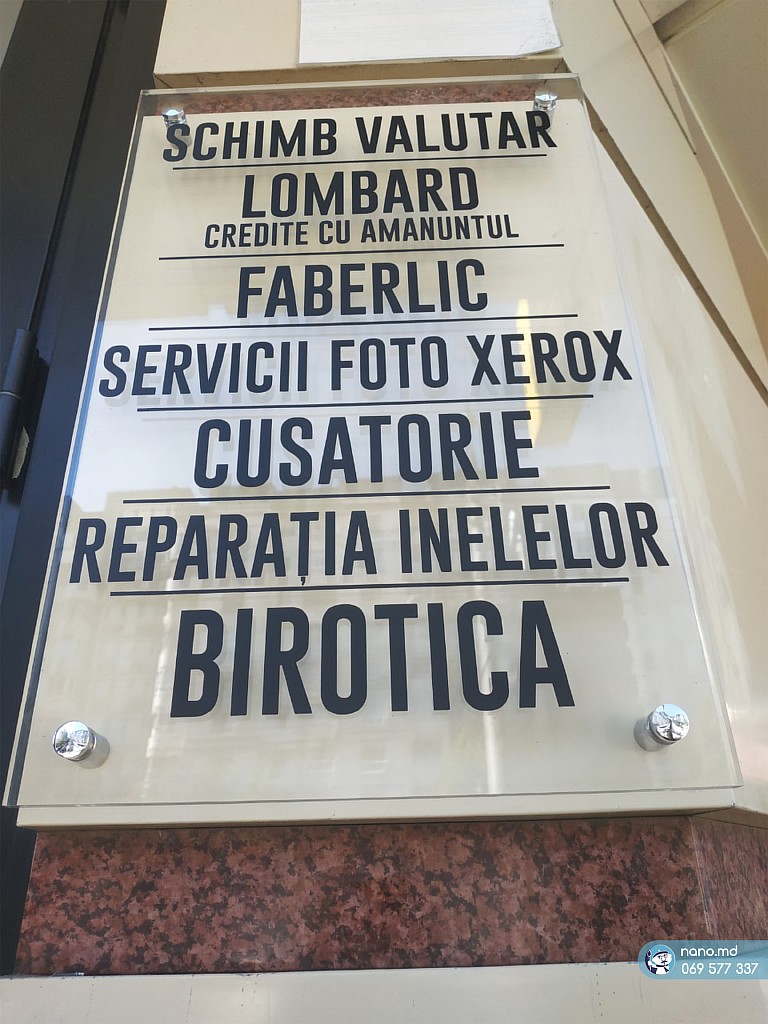 SCHIMB VALUTAR
LOMBARD
CREDITE CU AMANUNTUL
FABERLIC
SERVICII FOTO XEROX
CUSATORIE
REPARAȚIA INELELOR
BIROTICA
nano.md
069 577 337